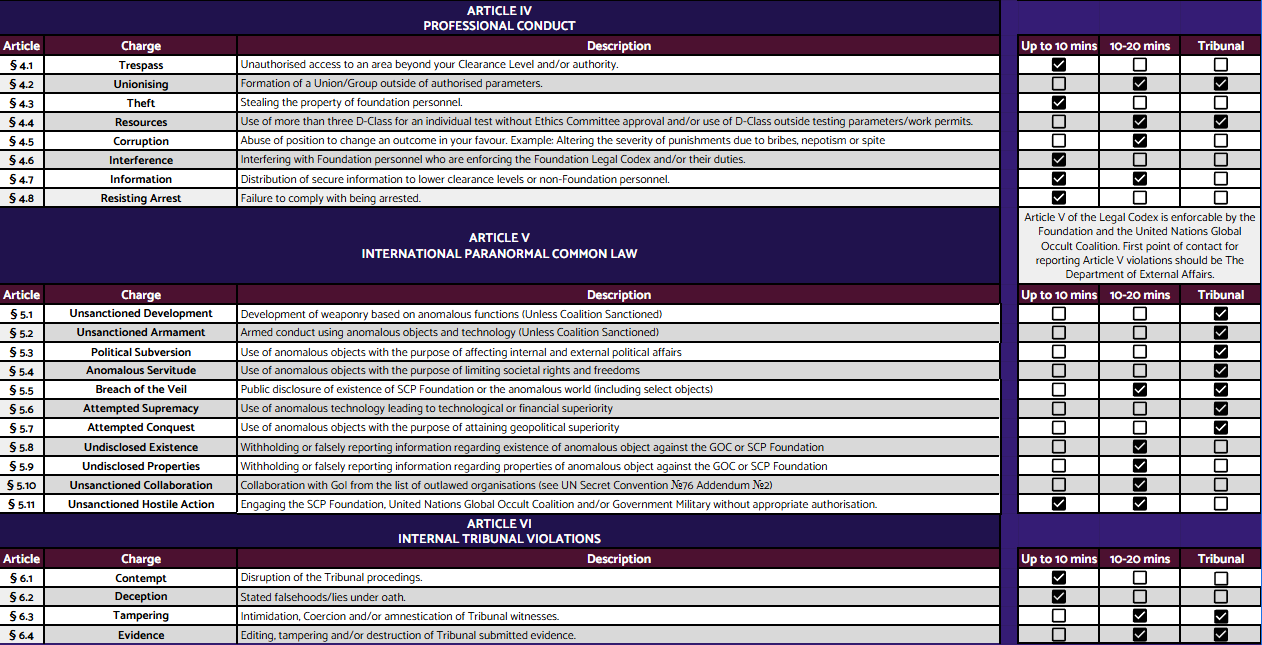 ARTICLE IV
PROFESSIONAL CONDUCT
Article Charge Description Up to 10 mins 10-20 mins Tribunal
§ 4.1 Trespass Unauthorised access to an area beyond your Clearance Level and/or authority.
§ 4.2 Unionising Formation of a Union/Group outside of authorised parameters.
§ 4.3 Theft Stealing the property of foundation personnel.
§ 4.4 Resources Use of more than three D-Class for an individual test without Ethics Committee approval and/or use of D-Class outside testing parameters/work permits.
§ 4.5 Corruption Abuse of position to change an outcome in your favour. Example: Altering the severity of punishments due to bribes, nepotism or spite
§ 4.6 Interference Interfering with Foundation personnel who are enforcing the Foundation Legal Codex and/or their duties.
§ 4.7 Information Distribution of secure information to lower clearance levels or non-Foundation personnel.
§ 4.8 Resisting Arrest Failure to comply with being arrested.
ARTICLE V
INTERNATIONAL PARANORMAL COMMON LAW
Article V of the Legal Codex is enforcable by the
Foundation and the United Nations Global
Occult Coalition. First point of contact for
reporting Article V violations should be The
Department of External Affairs.
Article Charge Description Up to 10 mins 10-20 mins Tribunal
§ 5.1 Unsanctioned Development Development of weaponry based on anomalous functions (Unless Coalition Sanctioned)
§ 5.2 Unsanctioned Armament Armed conduct using anomalous objects and technology (Unless Coalition Sanctioned)
§ 5.3 Political Subversion Use of anomalous objects with the purpose of affecting internal and external political affairs
§ 5.4 Anomalous Servitude Use of anomalous objects with the purpose of limiting societal rights and freedoms
§ 5.5 Breach of the Veil Public disclosure of existence of SCP Foundation or the anomalous world (including select objects)
§ 5.6 Attempted Supremacy Use of anomalous technology leading to technological or financial superiority
§ 5.7 Attempted Conquest Use of anomalous objects with the purpose of attaining geopolitical superiority
§ 5.8 Undisclosed Existence Withholding or falsely reporting information regarding existence of anomalous object against the GOC or SCP Foundation
§ 5.9 Undisclosed Properties Withholding or falsely reporting information regarding properties of anomalous object against the GOC or SCP Foundation
§ 5.10 Unsanctioned Collaboration Collaboration with GoI from the list of outlawed organisations (see UN Secret Convention №76 Addendum №2)
§ 5.11 Unsanctioned Hostile Action Engaging the SCP Foundation, United Nations Global Occult Coalition and/or Government Military without appropriate authorisation.
ARTICLE VI
INTERNAL TRIBUNAL VIOLATIONS
Article Charge Description Up to 10 mins 10-20 mins Tribunal
§ 6.1 Contempt Disruption of the Tribunal procedings.
§ 6.2 Deception Stated falsehoods/lies under oath.
§ 6.3 Tampering Intimidation, Coercion and/or amnestication of Tribunal witnesses.
§ 6.4 Evidence Editing, tampering and/or destruction of Tribunal submitted evidence.